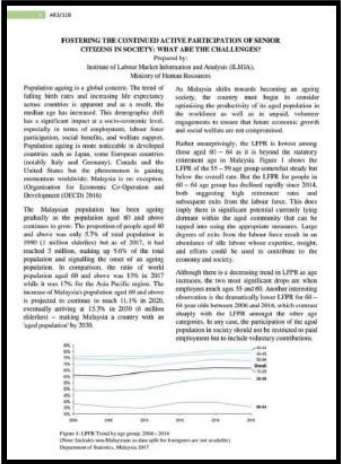 AR3/119
FOSTERING THE CONTINUED ACTIVE PARTICIPATION OF SENIOR
CITIZENS IN SOCIETY: WHAT ARE THE CHALLENGES?
Prepared by:
Institute of Labour Market Information and Analysis (ILMIA),
Ministry of Human Resources
Population ageing is a global concern. The trend of
falling birth rates and increasing life expectancy
across countries is apparent and as a result, the
median age has increased. This demographic shift
has a significant impact at a socio-economic level,
especially in terms of employment, labour force
participation, social benefits, and welfare support.
Population ageing is more noticeable in developed
countries such as Japan, some European countries
(notably Italy and Germany), Canada and the
United States but the phenomenon is gaining
momentum worldwide; Malaysia is no exception.
(Organisation for Economic Co-Operation and
Development (OECD) 2016)
The Malaysian population has been ageing
gradually as the population aged 60 and above
continues to grow. The proportion of people aged 60
and above was only 5.7% of total population in
1990 (1 million elderlies) but as of 2017, it had
reached 3 million, making up 9.6% of the total
population and signalling the onset of an ageing
population. In comparison, the ratio of world
population aged 60 and above was 13% in 2017
while it was 17% for the Asia Pacific region. The
increase of Malaysia's population aged 60 and above
is projected to continue to reach 11.1% in 2020,
eventually arriving at 15.3% in 2030 (6 million
elderlies) – making Malaysia a country with an
'aged population' by 2030.
As Malaysia shifts towards becoming an ageing
society, the country must begin to consider
optimising the productivity of its aged population in
the workforce as well as in unpaid, volunteer
engagements to ensure that future economic growth
and social welfare are not compromised.
Rather unsurprisingly, the LFPR is lowest among
those aged 60 – 64 as it is beyond the statutory
retirement age in Malaysia. Figure 1 shows the
LFPR of the 55 – 59 age group somewhat steady but
below the overall rate. But the LFPR for people in
60 – 64 age group has declined rapidly since 2014,
both suggesting high retirement rates and
subsequent exits from the labour force. This does
imply there is significant potential currently lying
dormant within the aged community that can be
tapped into using the appropriate measures. Large
degrees of exits from the labour force result in an
abundance of idle labour whose expertise, insight,
and efforts could be used to contribute to the
economy and society.
Although there is a decreasing trend in LFPR as age
increases, the two most significant drops are when
employees reach ages 55 and 60. Another interesting
observation is the dramatically lower LFPR for 60 –
64 year olds between 2006 and 2016, which contrast
sharply with the LFPR amongst the other age
categories. In any case, the participation of the aged
population in society should not be restricted to paid
employment but to include voluntary contributions.
Overall
55-59
60-64
Figure 1: LFPR Trend by age group, 2006 - 2016
(Note: Includes non-Malaysians as data split for foreigners are not available)
Department of Statistics, Malaysia 2017